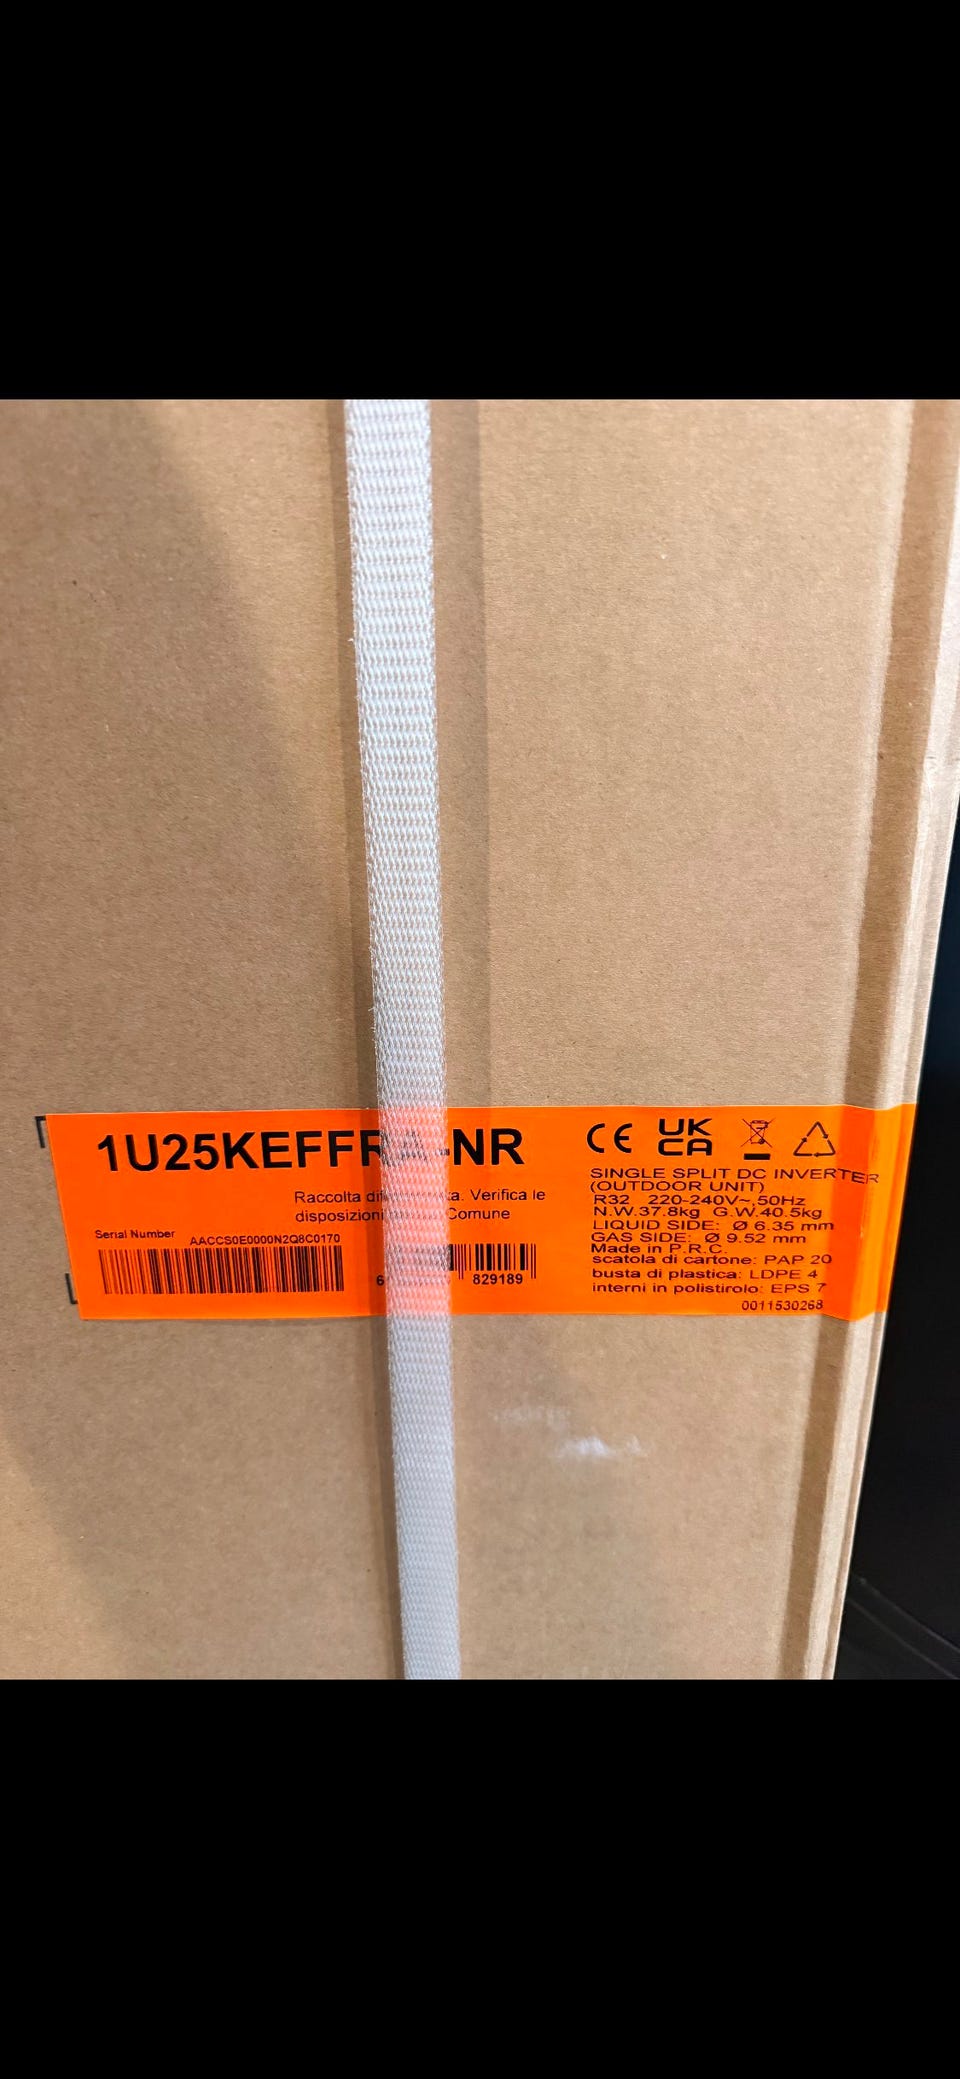 1U25KEFFRA-NR
Raccolta Verifica le
disposizioni Comune
Serial Number AACCS0E0000N2Q8C0170
6 829189
CE UK
CA
SINGLE SPLIT DC INVERTER
(OUTDOOR UNIT)
R32 220-240V~,50Hz
N.W.37.8kg G.W.40.5kg
LIQUID SIDE: Ø 6.35 mm
GAS SIDE: Ø 9.52 mm
Made in P.R.C.
scatola di cartone: PAP 20
busta di plastica: LDPE 4
interni in polistirolo: EPS 7
0011530268